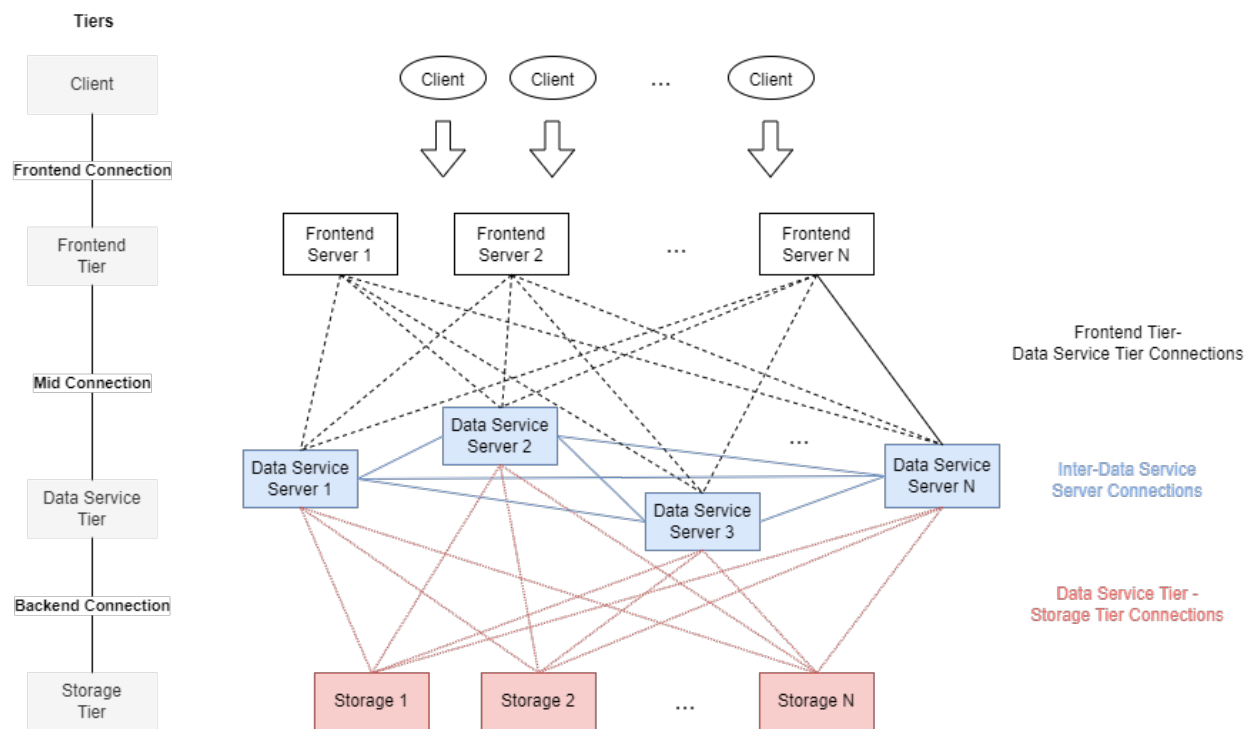 Tiers
Client
Client
Client
...
Client
Frontend Connection
Frontend
Tier
Frontend
Server 1
Frontend
Server 2
...
Frontend
Server N
Frontend Tier-
Data Service Tier Connections
Mid Connection
Data Service
Server 2
...
Data Service
Server 1
Data Service
Server N
Data Service
Server 3
Inter-Data Service
Server Connections
Data Service
Tier
Backend Connection
Data Service Tier -
Storage Tier Connections
Storage
Tier
Storage 1
Storage 2
...
Storage N